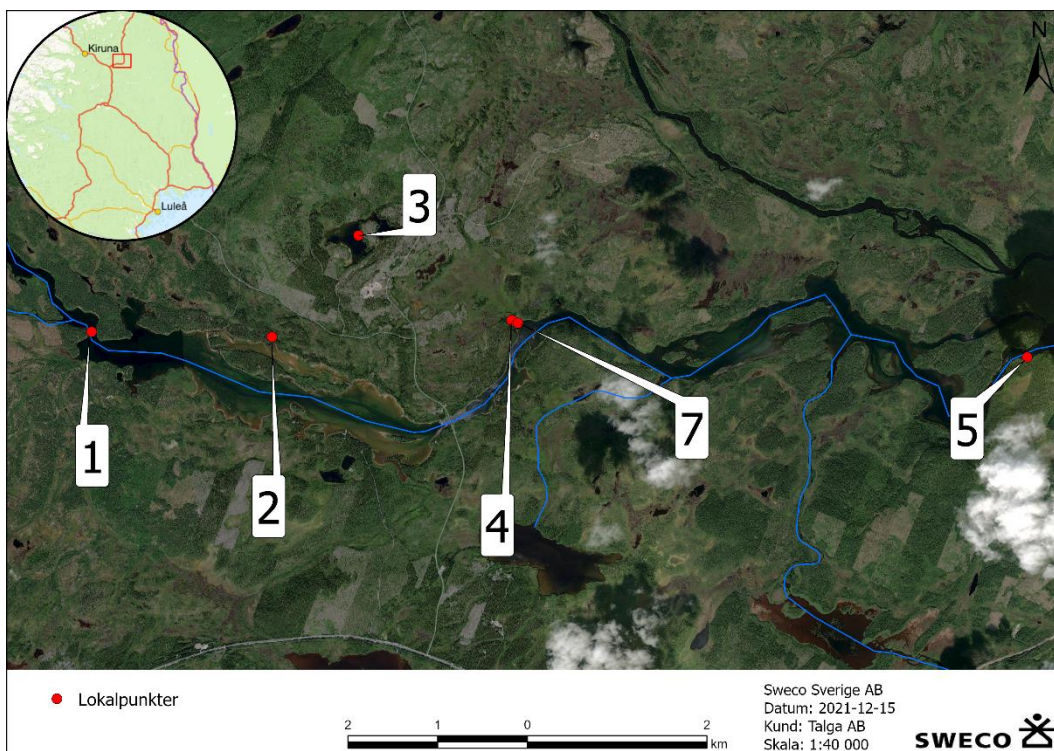 Kiruna
Luleå
N
3
1
2
4
7
5
Lokalpunkter
2 1 0 2
km
Sweco Sverige AB
Datum: 2021-12-15
Kund: Talga AB
Skala: 1:40 000
SWECO